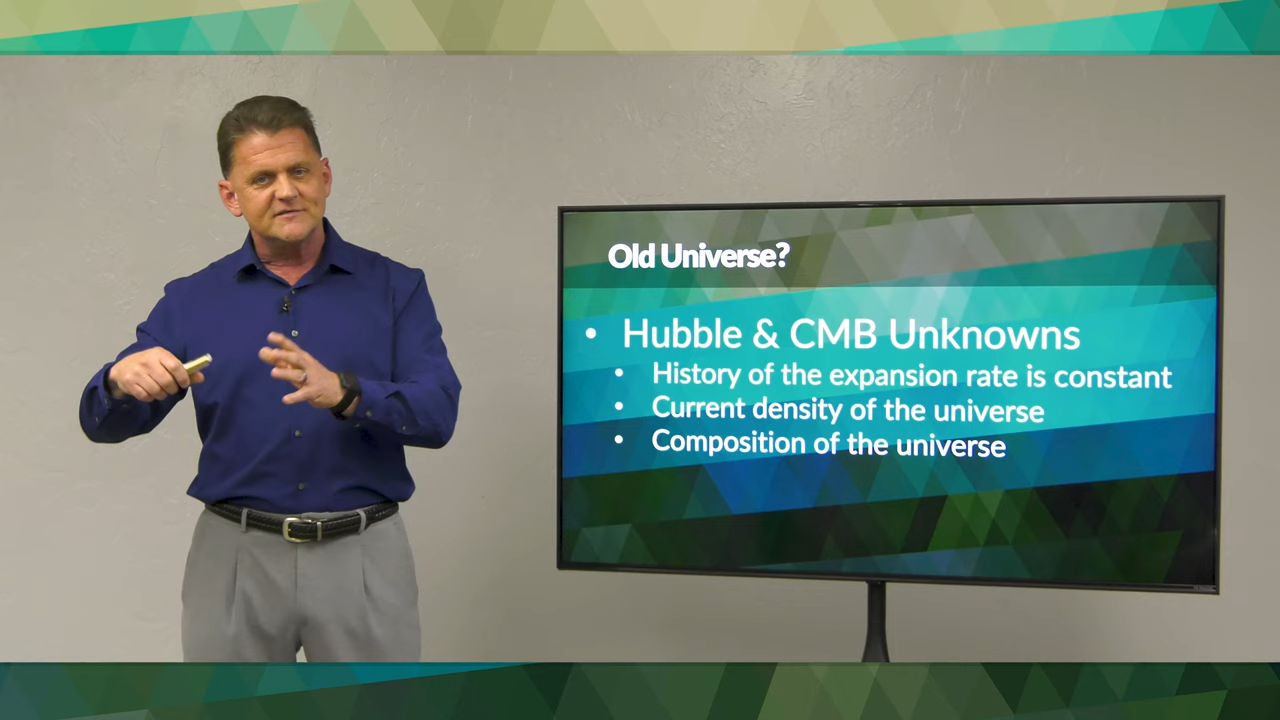 Old Universe?
• Hubble & CMB Unknowns
• History of the expansion rate is constant
• Current density of the universe
• Composition of the universe